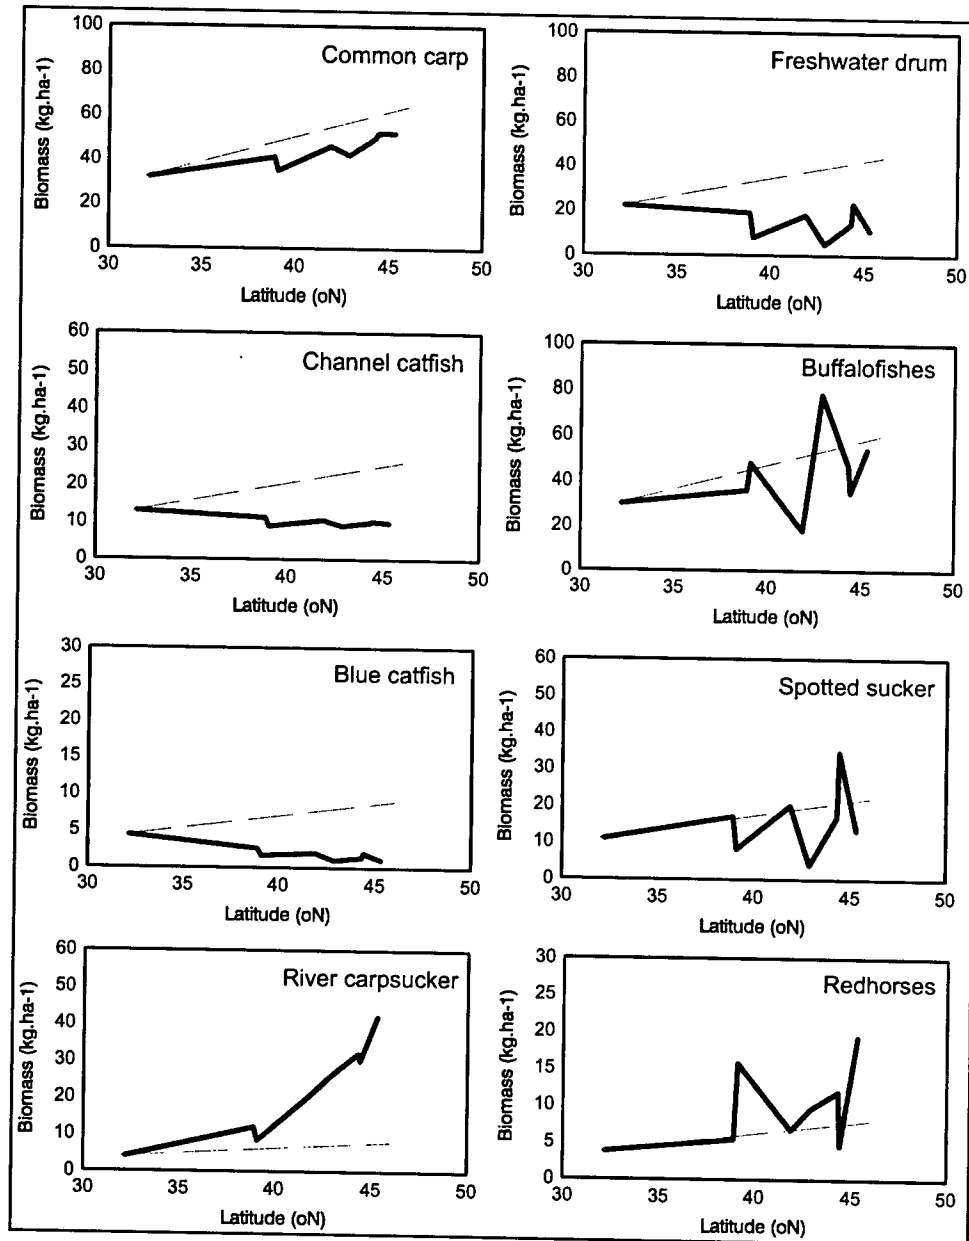 Common carp
Biomass (kg.ha-1)
100
80
60
40
20
0
30 35 40 45 50
Latitude (oN)
Freshwater drum
Biomass (kg.ha-1)
100
80
60
40
20
0
30 35 40 45 50
Latitude (oN)
Channel catfish
Biomass (kg.ha-1)
60
50
40
30
20
10
0
30 35 40 45 50
Latitude (oN)
Buffalofishes
Biomass (kg.ha-1)
100
80
60
40
20
0
30 35 40 45 50
Latitude (oN)
Blue catfish
Biomass (kg.ha-1)
30
25
20
15
10
5
0
30 35 40 45 50
Latitude (oN)
Spotted sucker
Biomass (kg.ha-1)
60
50
40
30
20
10
0
30 35 40 45 50
Latitude (oN)
River carpsucker
Biomass (kg.ha-1)
60
50
40
30
20
10
0
30 35 40 45 50
Latitude (oN)
Redhorses
Biomass (kg.ha-1)
30
25
20
15
10
5
0
30 35 40 45 50
Latitude (oN)